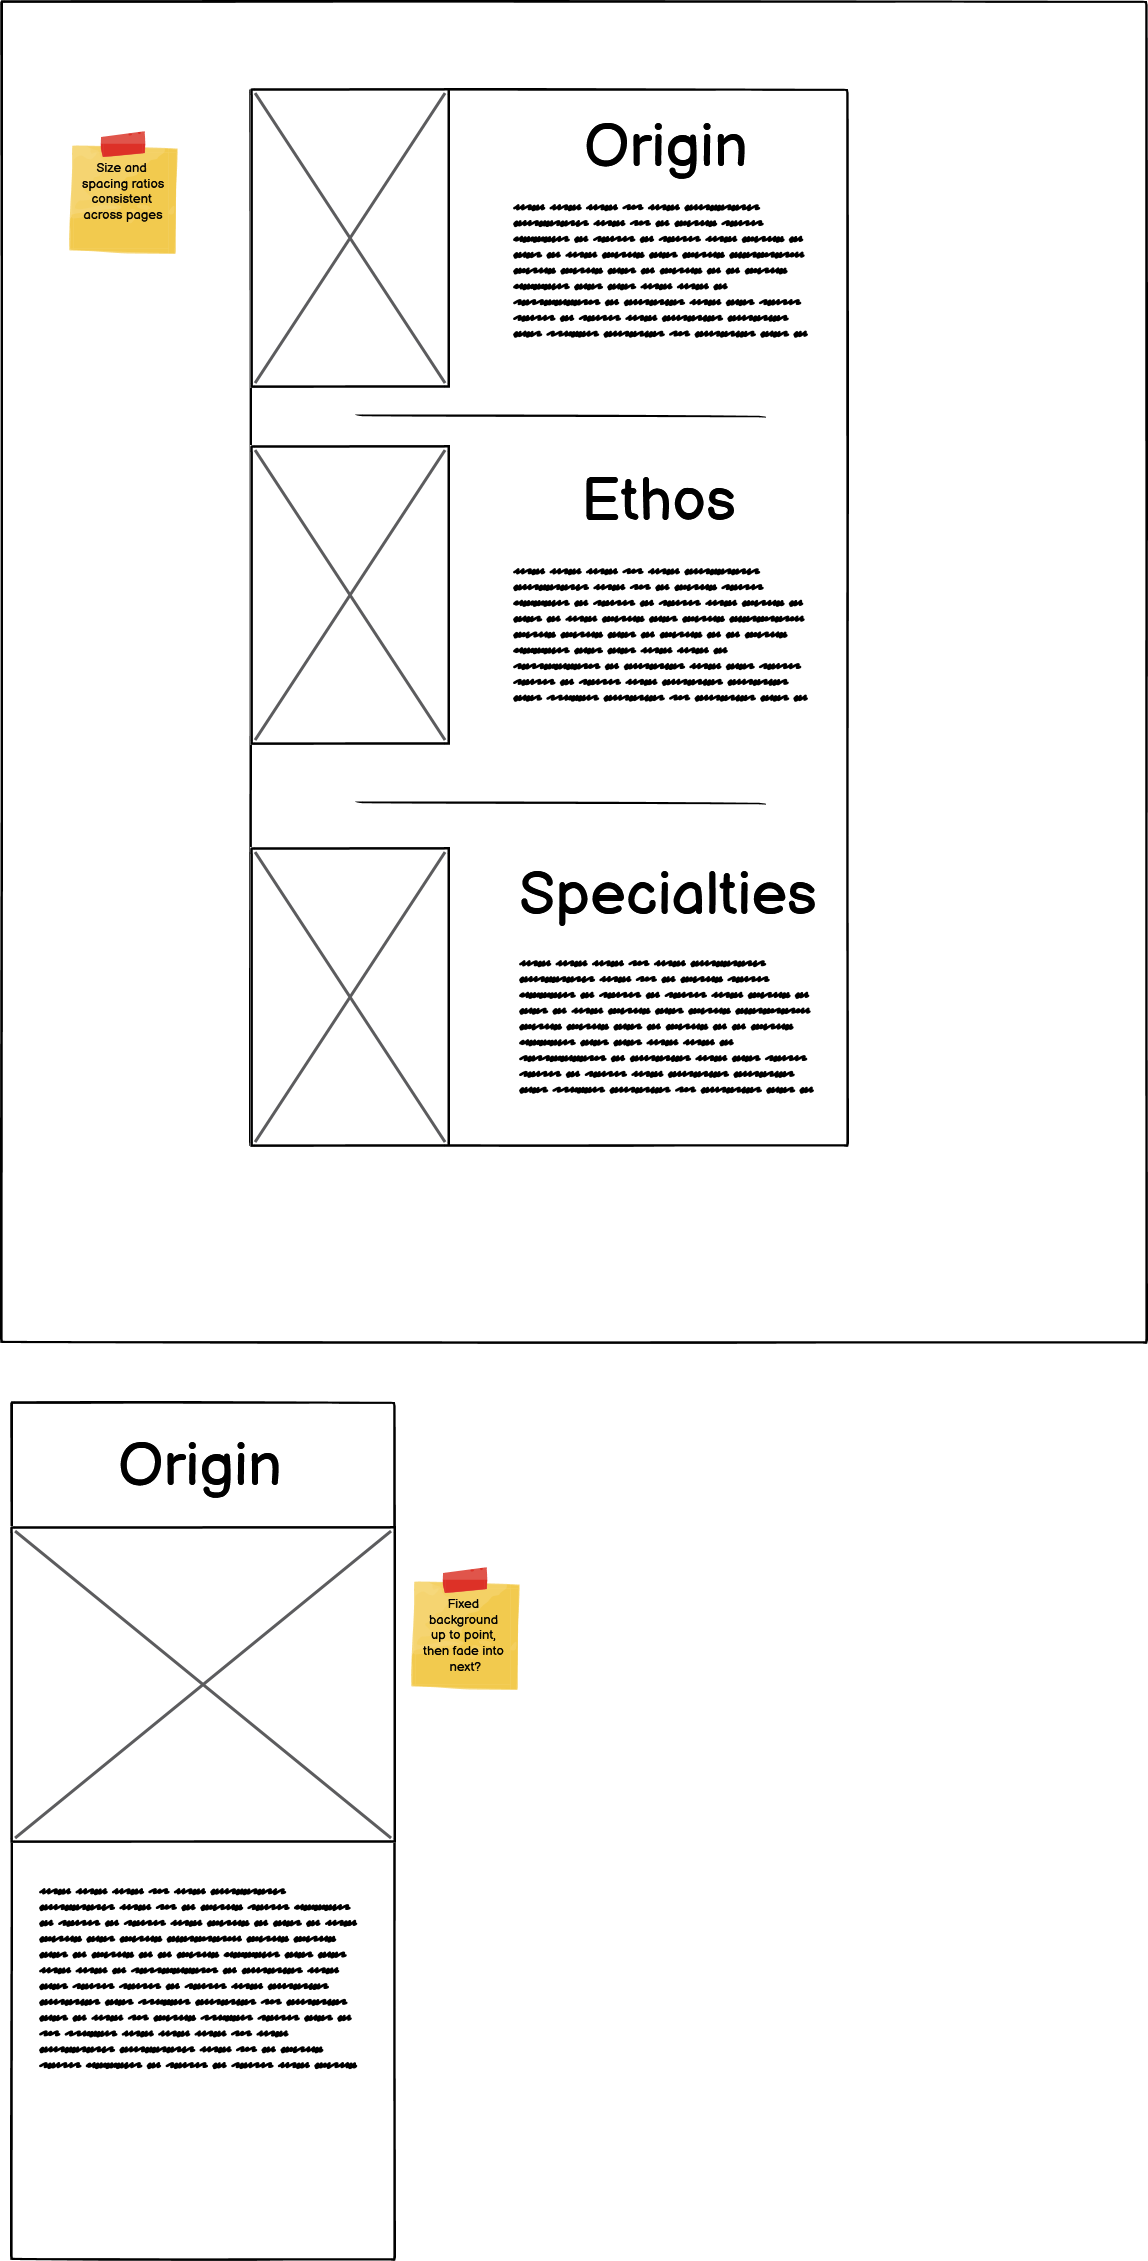 Size and
spacing ratios
consistent
across pages
Origin
Ethos
Specialties
Origin
Fixed
background
up to point,
then fade into
next?